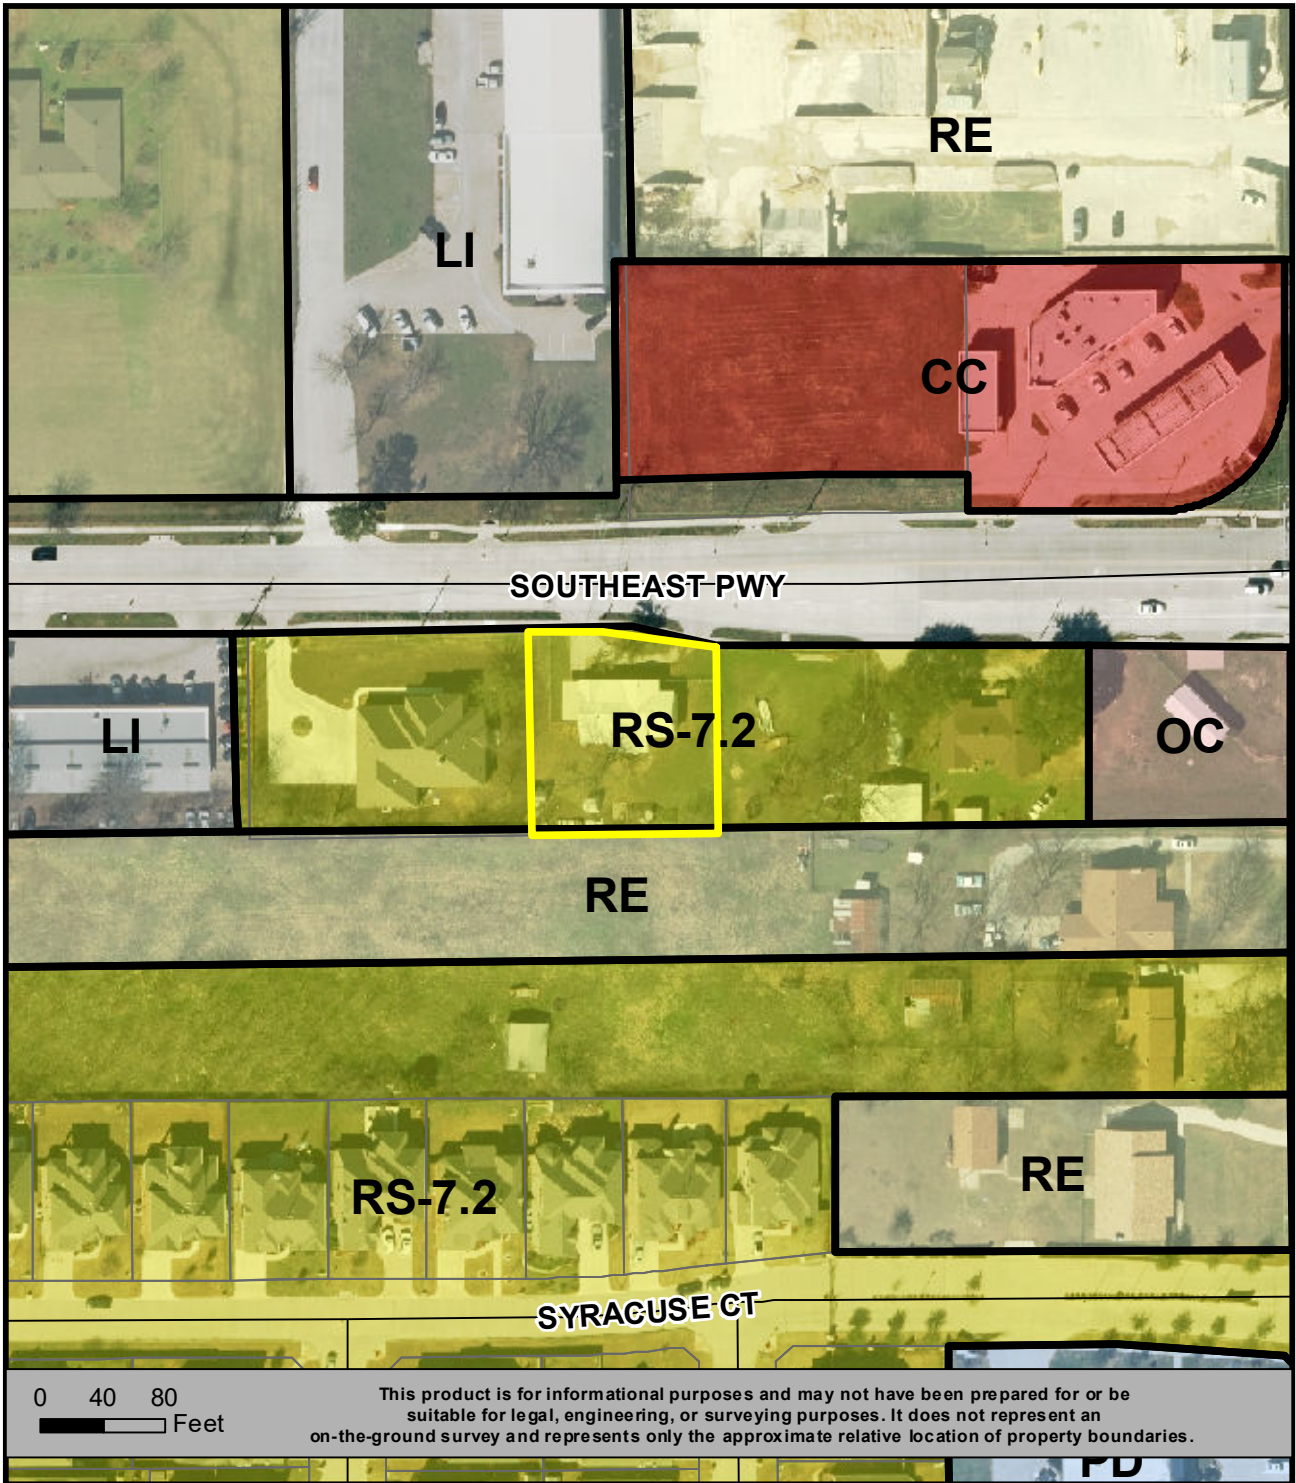 RE
LI
CC
SOUTHEAST PWY
RS-7.2
LI
OC
RE
RE
RS-7.2
SYRACUSE CT
0 40 80
Feet
This product is for informational purposes and may not have been prepared for or be
suitable for legal, engineering, or surveying purposes. It does not represent an
on-the-ground survey and represents only the approximate relative location of property boundaries.
PD